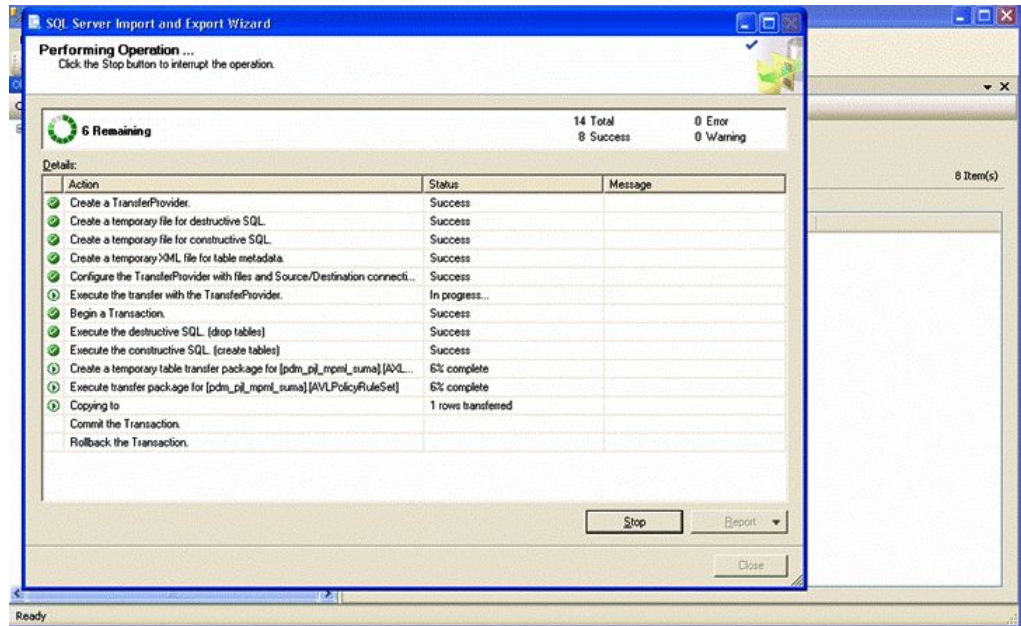 SQL Server Import and Export Wizard
Performing Operation ...
Click the Stop button to interrupt the operation.
6 Remaining
14 Total
0 Error
8 Success
0 Warning
Details:
Action Status Message
Create a TransferProvider. Success
Create a temporary file for destructive SQL. Success
Create a temporary file for constructive SQL. Success
Create a temporary XML file for table metadata. Success
Configure the TransferProvider with files and Source/Destination connecti... Success
Execute the transfer with the TransferProvider. In progress...
Begin a Transaction. Success
Execute the destructive SQL. (drop tables) Success
Execute the constructive SQL. (create tables) Success
Create a temporary table transfer package for [pdm_pjl_mpml_suma].[AXL... 6% complete
Execute transfer package for [pdm_pjl_mpml_suma].[AVLPolicyRuleSet] 6% complete
Copying to 1 rows transferred
Commit the Transaction.
Rollback the Transaction.
Stop
Report
Close
8 Item(s)
Ready